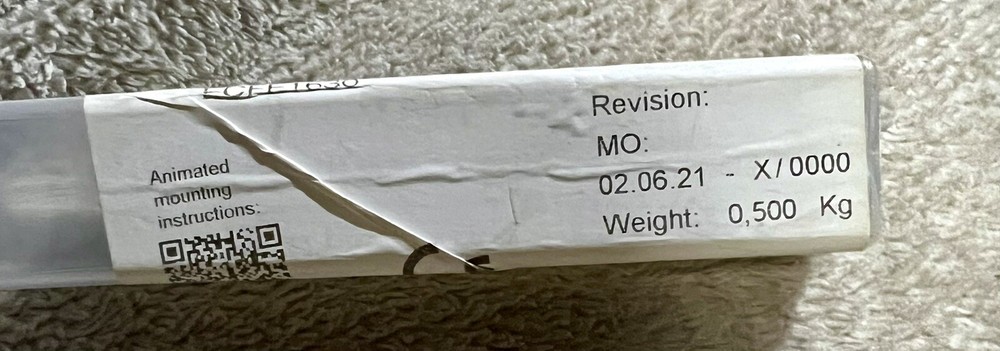 Animated
mounting
instructions:
Revision:
MO:
02.06.21 - X/0000
Weight: 0,500 Kg